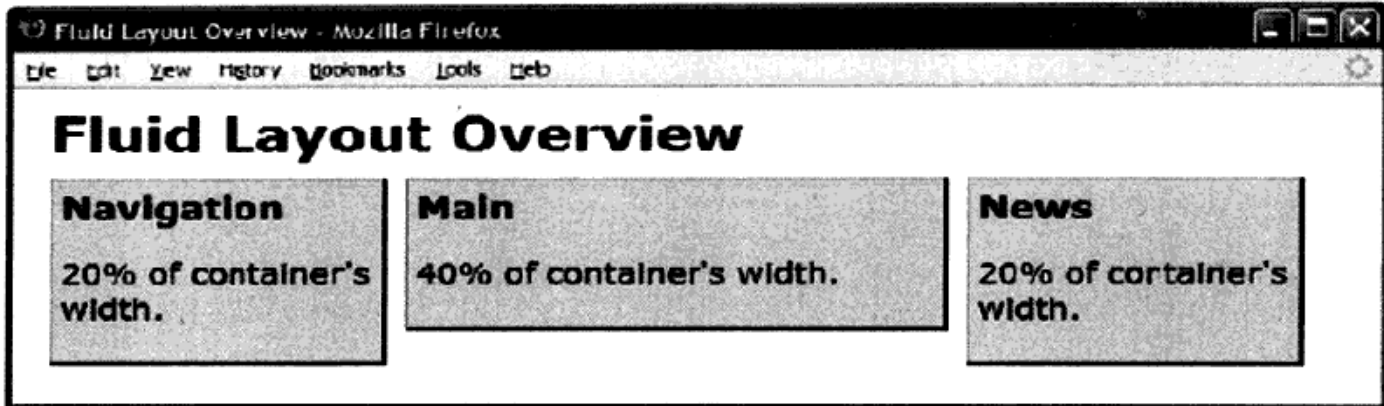 Fluid Layout Overview - Mozilla Firefox
File Edit View History Bookmarks Tools Help
Fluid Layout Overview
Navigation
20% of container's
width.
Main
40% of container's width.
News
20% of container's
width.